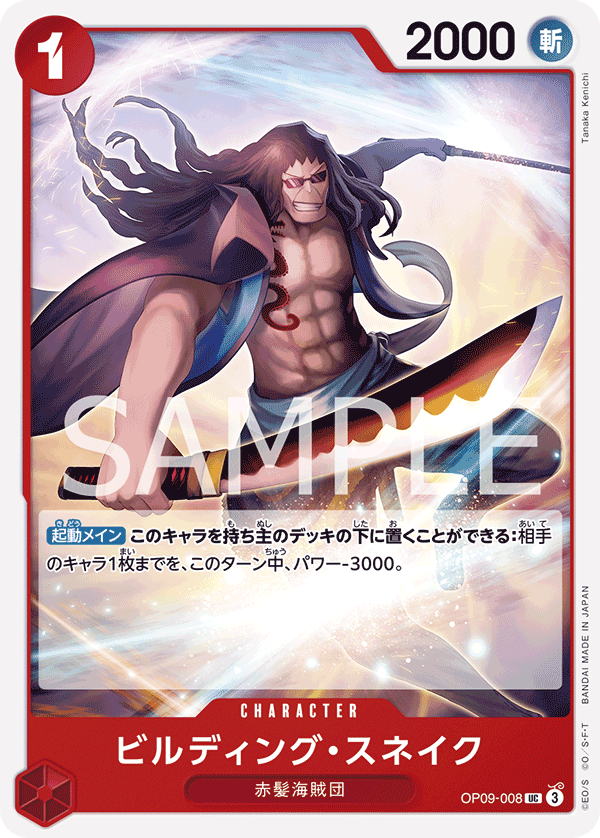 1
2000
斬
Tanaka Kenichi
SAMPLE
起動メイン このキャラを持ち主のデッキの下に置くことができる：相手
のキャラ1枚までを、このターン中、パワー-3000。
CHARACTER
ビルディング・スネイク
赤髪海賊団
OP09-008 UC 3
©EO/S ©O/S・F・T BANDAI MADE IN JAPAN